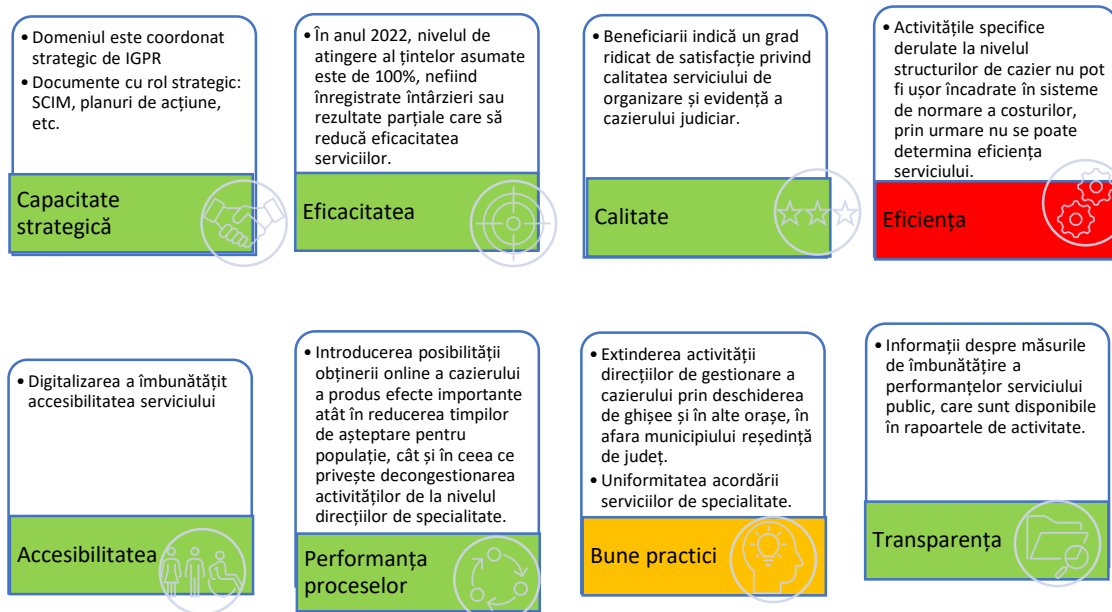 • Domeniul este coordonat
strategic de IGPR
• Documente cu rol strategic:
SCIM, planuri de acțiune,
etc.
Capacitate
strategică
• În anul 2022, nivelul de
atingere al țintelor asumate
este de 100%, nefiind
înregistrate întârzieri sau
rezultate parțiale care să
reducă eficacitatea
serviciilor.
Eficacitatea
• Beneficiarii indică un grad
ridicat de satisfacție privind
calitatea serviciului de
organizare și evidență a
cazierului judiciar.
Calitate
• Activitățile specifice
derulate la nivelul
structurilor de cazier nu pot
fi ușor încadrate în sisteme
de normare a costurilor,
prin urmare nu se poate
determina eficiența
serviciului.
Eficiența
• Digitalizarea a îmbunătățit
accesibilitatea serviciului
Accesibilitatea
• Introducerea posibilității
obținerii online a cazierului
a produs efecte importante
atât în reducerea timpilor
de așteptare pentru
populație, cât și în ceea ce
privește decongestionarea
activităților de la nivelul
direcțiilor de specialitate.
Performanța
proceselor
• Extinderea activității
direcțiilor de gestionare a
cazierului prin deschiderea
de ghișee și în alte orașe, în
afara municipiului reședință
de județ.
• Uniformitatea acordării
serviciilor de specialitate.
Bune practici
• Informații despre măsurile
de îmbunătățire a
performanțelor serviciului
public, care sunt disponibile
în rapoartele de activitate.
Transparența